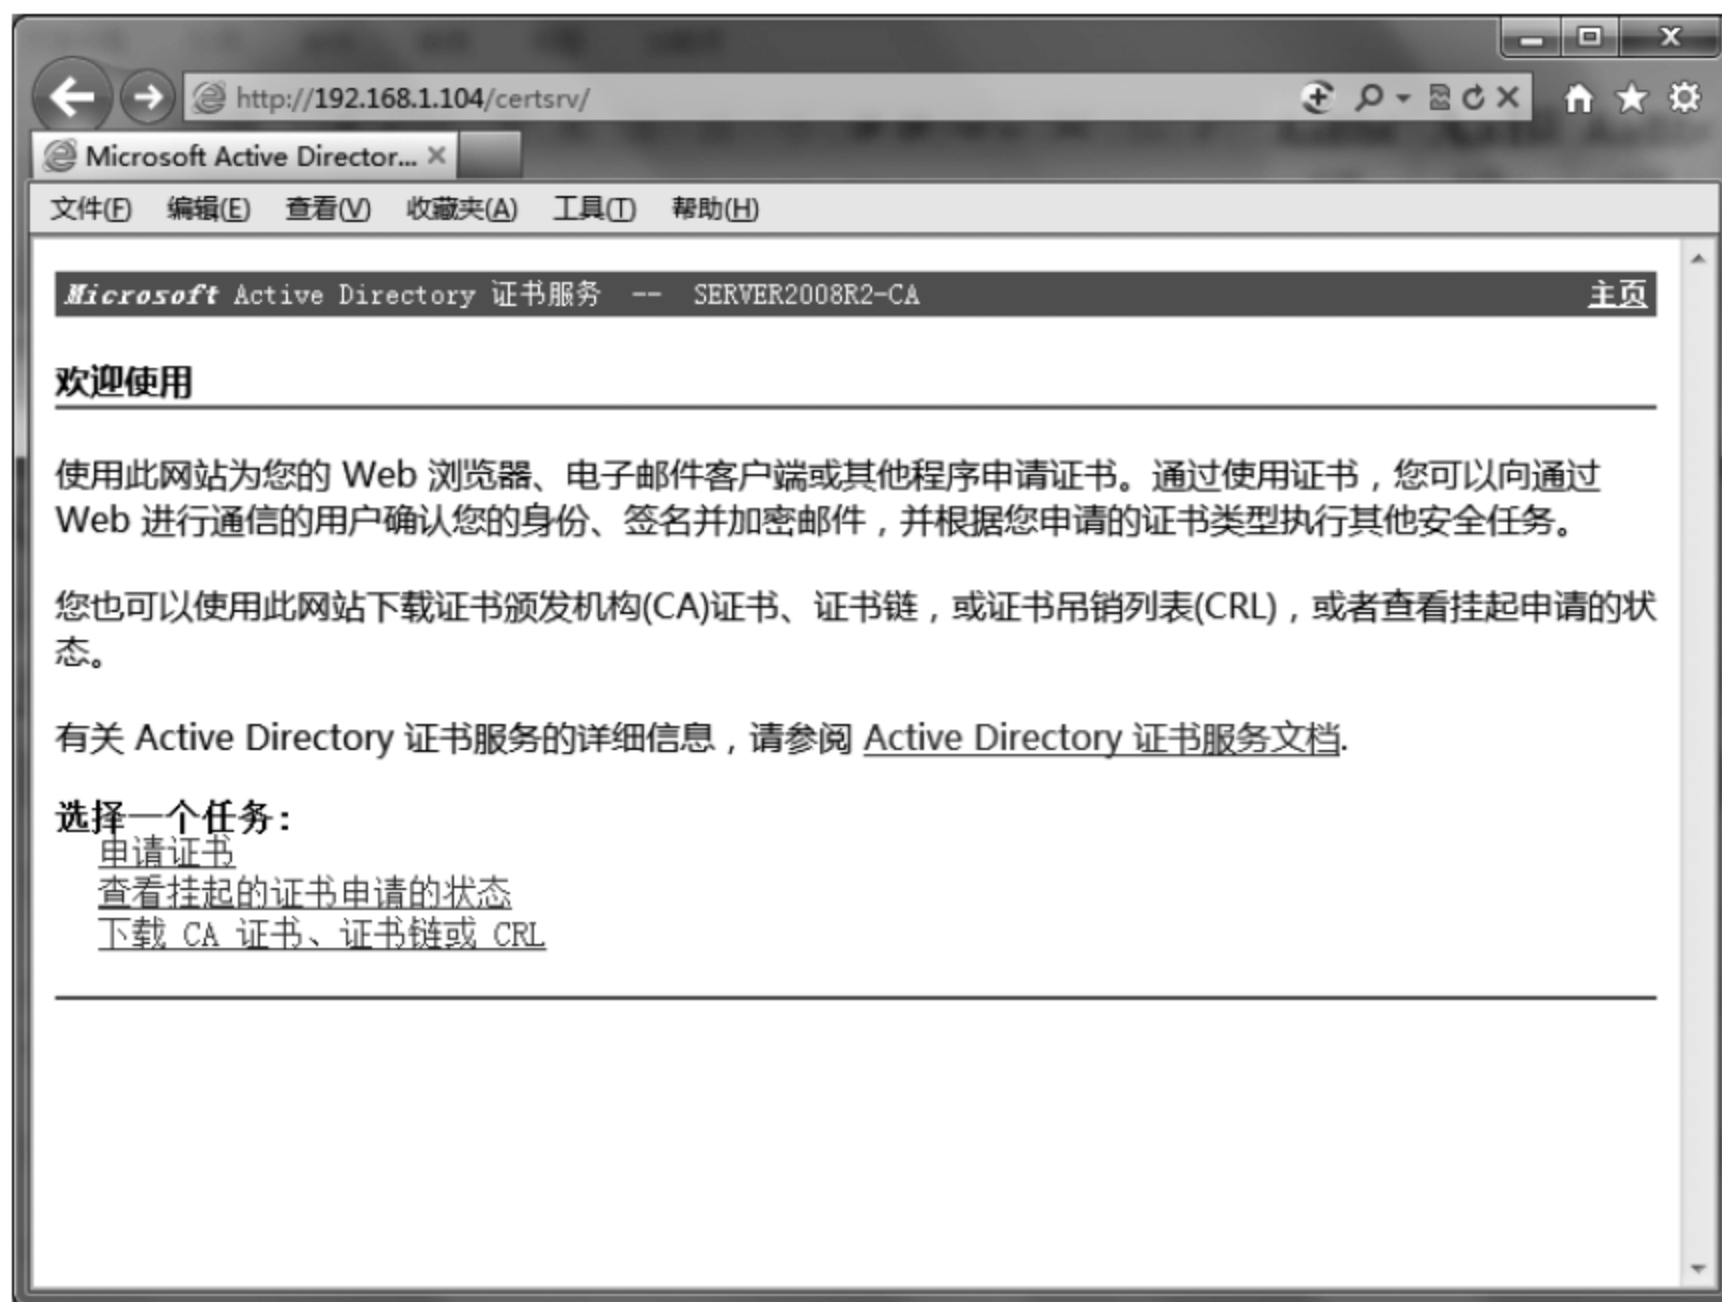 http://192.168.1.104/certsrv/
Microsoft Active Director...
文件(F) 编辑(E) 查看(V) 收藏夹(A) 工具(T) 帮助(H)
Microsoft Active Directory 证书服务 -- SERVER2008R2-CA 主页
欢迎使用
使用此网站为您的 Web 浏览器、电子邮件客户端或其他程序申请证书。通过使用证书，您可以向通过
Web 进行通信的用户确认您的身份、签名并加密邮件，并根据您申请的证书类型执行其他安全任务。
您也可以使用此网站下载证书颁发机构(CA)证书、证书链，或证书吊销列表(CRL)，或者查看挂起申请的状
态。
有关 Active Directory 证书服务的详细信息，请参阅 Active Directory 证书服务文档.
选择一个任务:
申请证书
查看挂起的证书申请的状态
下载 CA 证书、证书链或 CRL